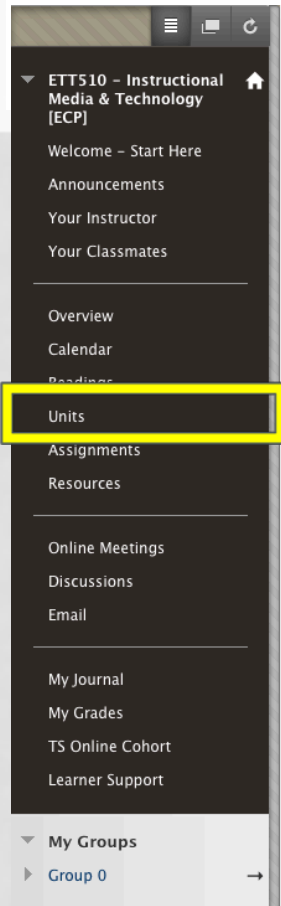 ETT510 – Instructional
Media & Technology
[ECP]
Welcome – Start Here
Announcements
Your Instructor
Your Classmates
Overview
Calendar
Readings
Units
Assignments
Resources
Online Meetings
Discussions
Email
My Journal
My Grades
TS Online Cohort
Learner Support
My Groups
Group 0